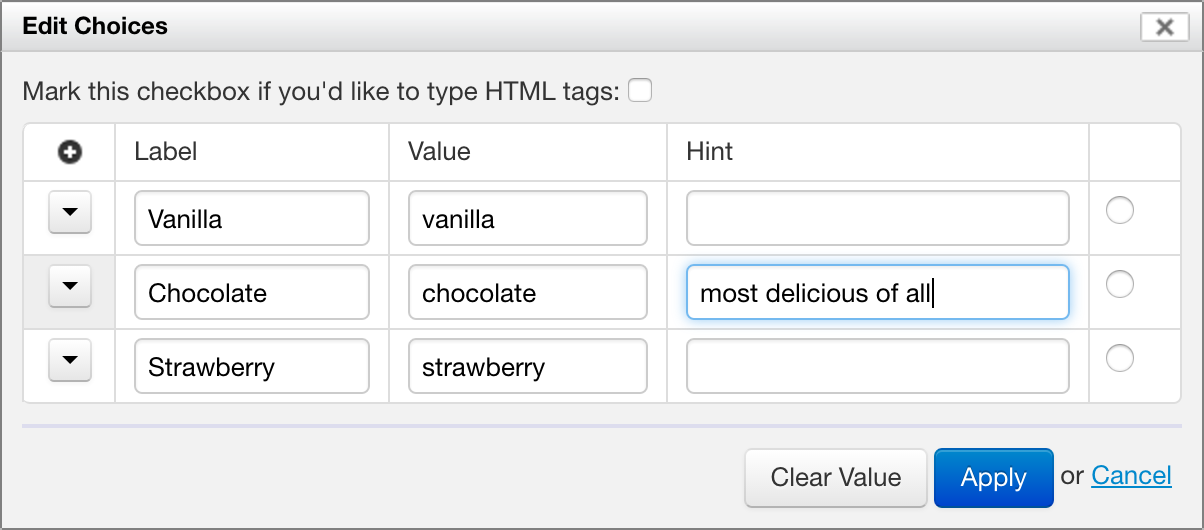 Edit Choices
Mark this checkbox if you'd like to type HTML tags:
Label Value Hint
Vanilla vanilla
Chocolate chocolate most delicious of all
Strawberry strawberry
Clear Value Apply or Cancel